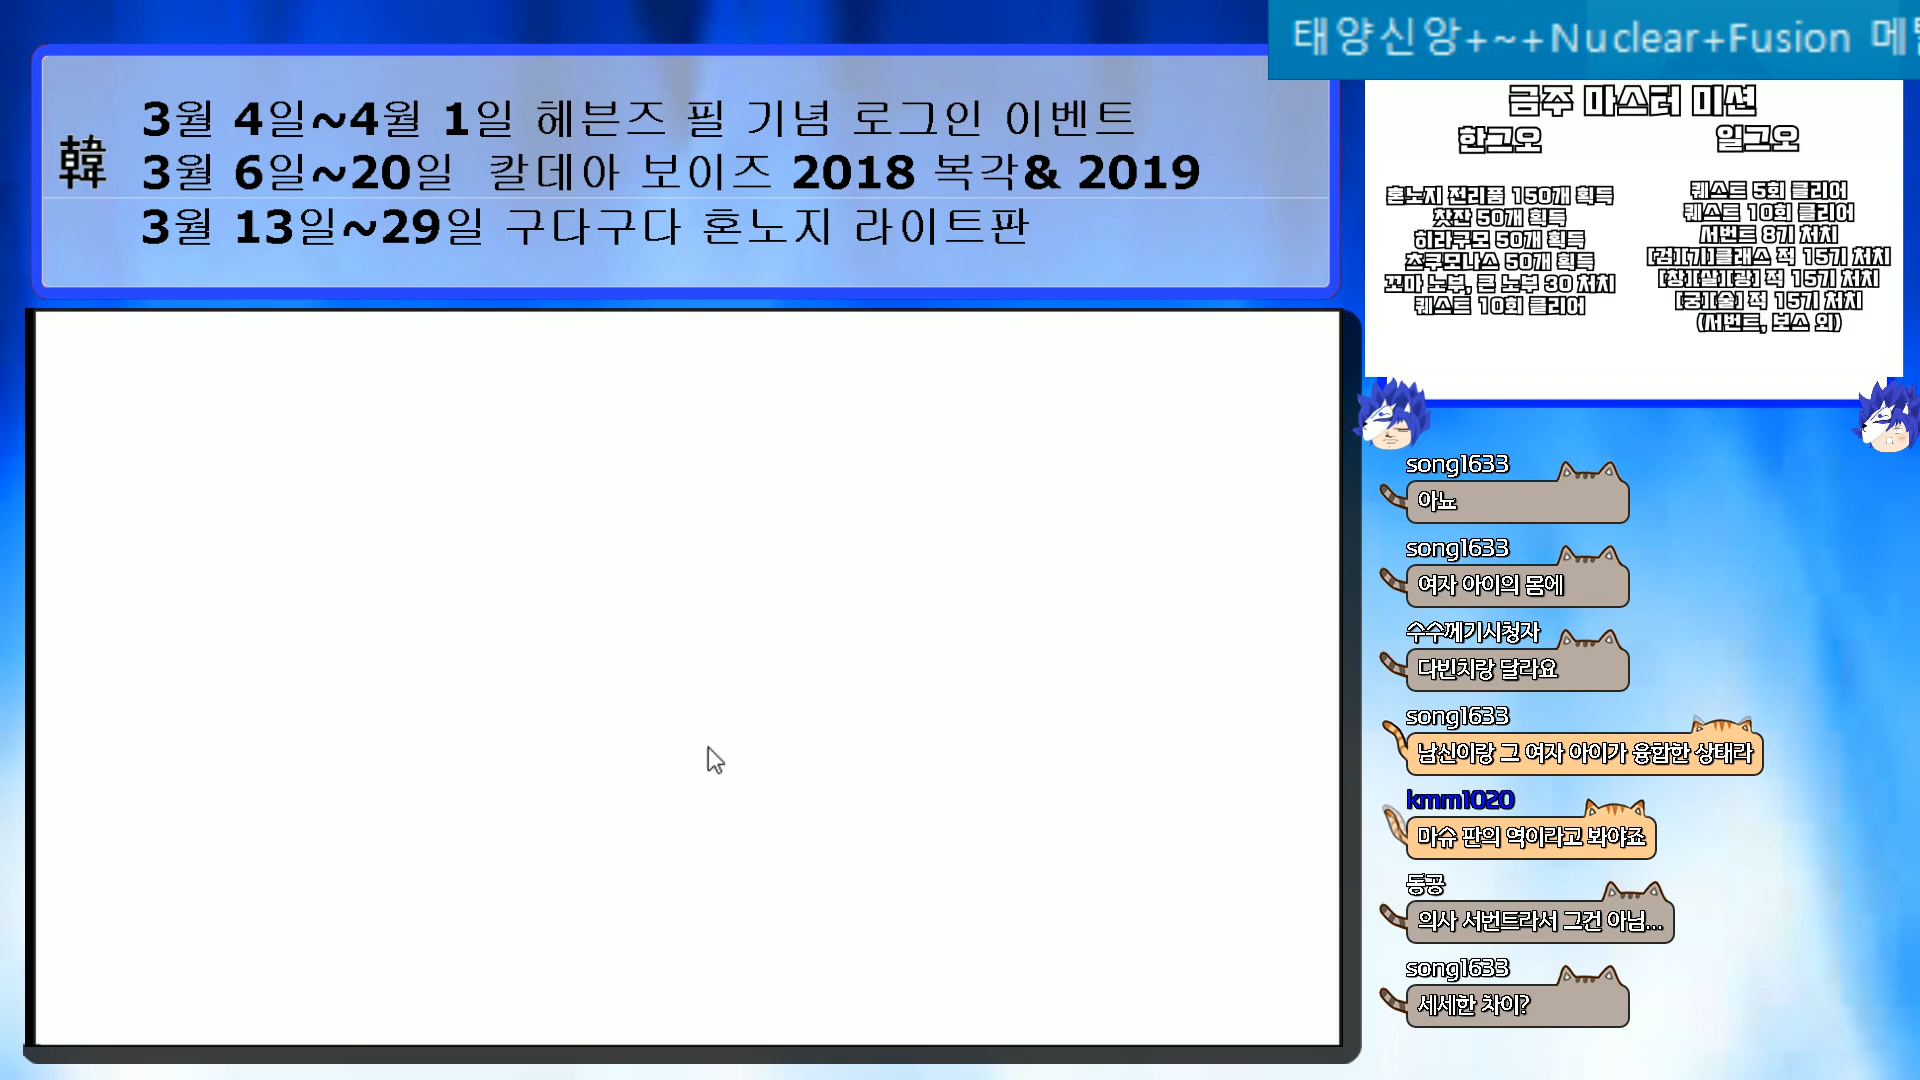 태양신앙+~+Nuclear+Fusion 메
韓
3월 4일~4월 1일 헤븐즈 필 기념 로그인 이벤트
3월 6일~20일 칼데아 보이즈 2018 복각& 2019
3월 13일~29일 구다구다 혼노지 라이트판
금주 마스터 미션
한그오
혼노지 전리품 150개 획득
찻잔 50개 획득
히라구모 50개 획득
츠쿠모나스 50개 획득
꼬마 노부, 큰 노부 30 처치
퀘스트 10회 클리어
일그오
퀘스트 5회 클리어
퀘스트 10회 클리어
서번트 8기 처치
[검][기]클래스 적 15기 처치
[창][살][광] 적 15기 처치
[궁][술] 적 15기 처치
(서번트, 보스 외)
song1633
아뇨
song1633
여자 아이의 몸에
수수께기시청자
다빈치랑 달라요
song1633
남신이랑 그 여자 아이가 융합한 상태라
kmm1020
마슈 판의 역이라고 봐야죠
동공
의사 서번트라서 그건 아님...
song1633
세세한 차이?